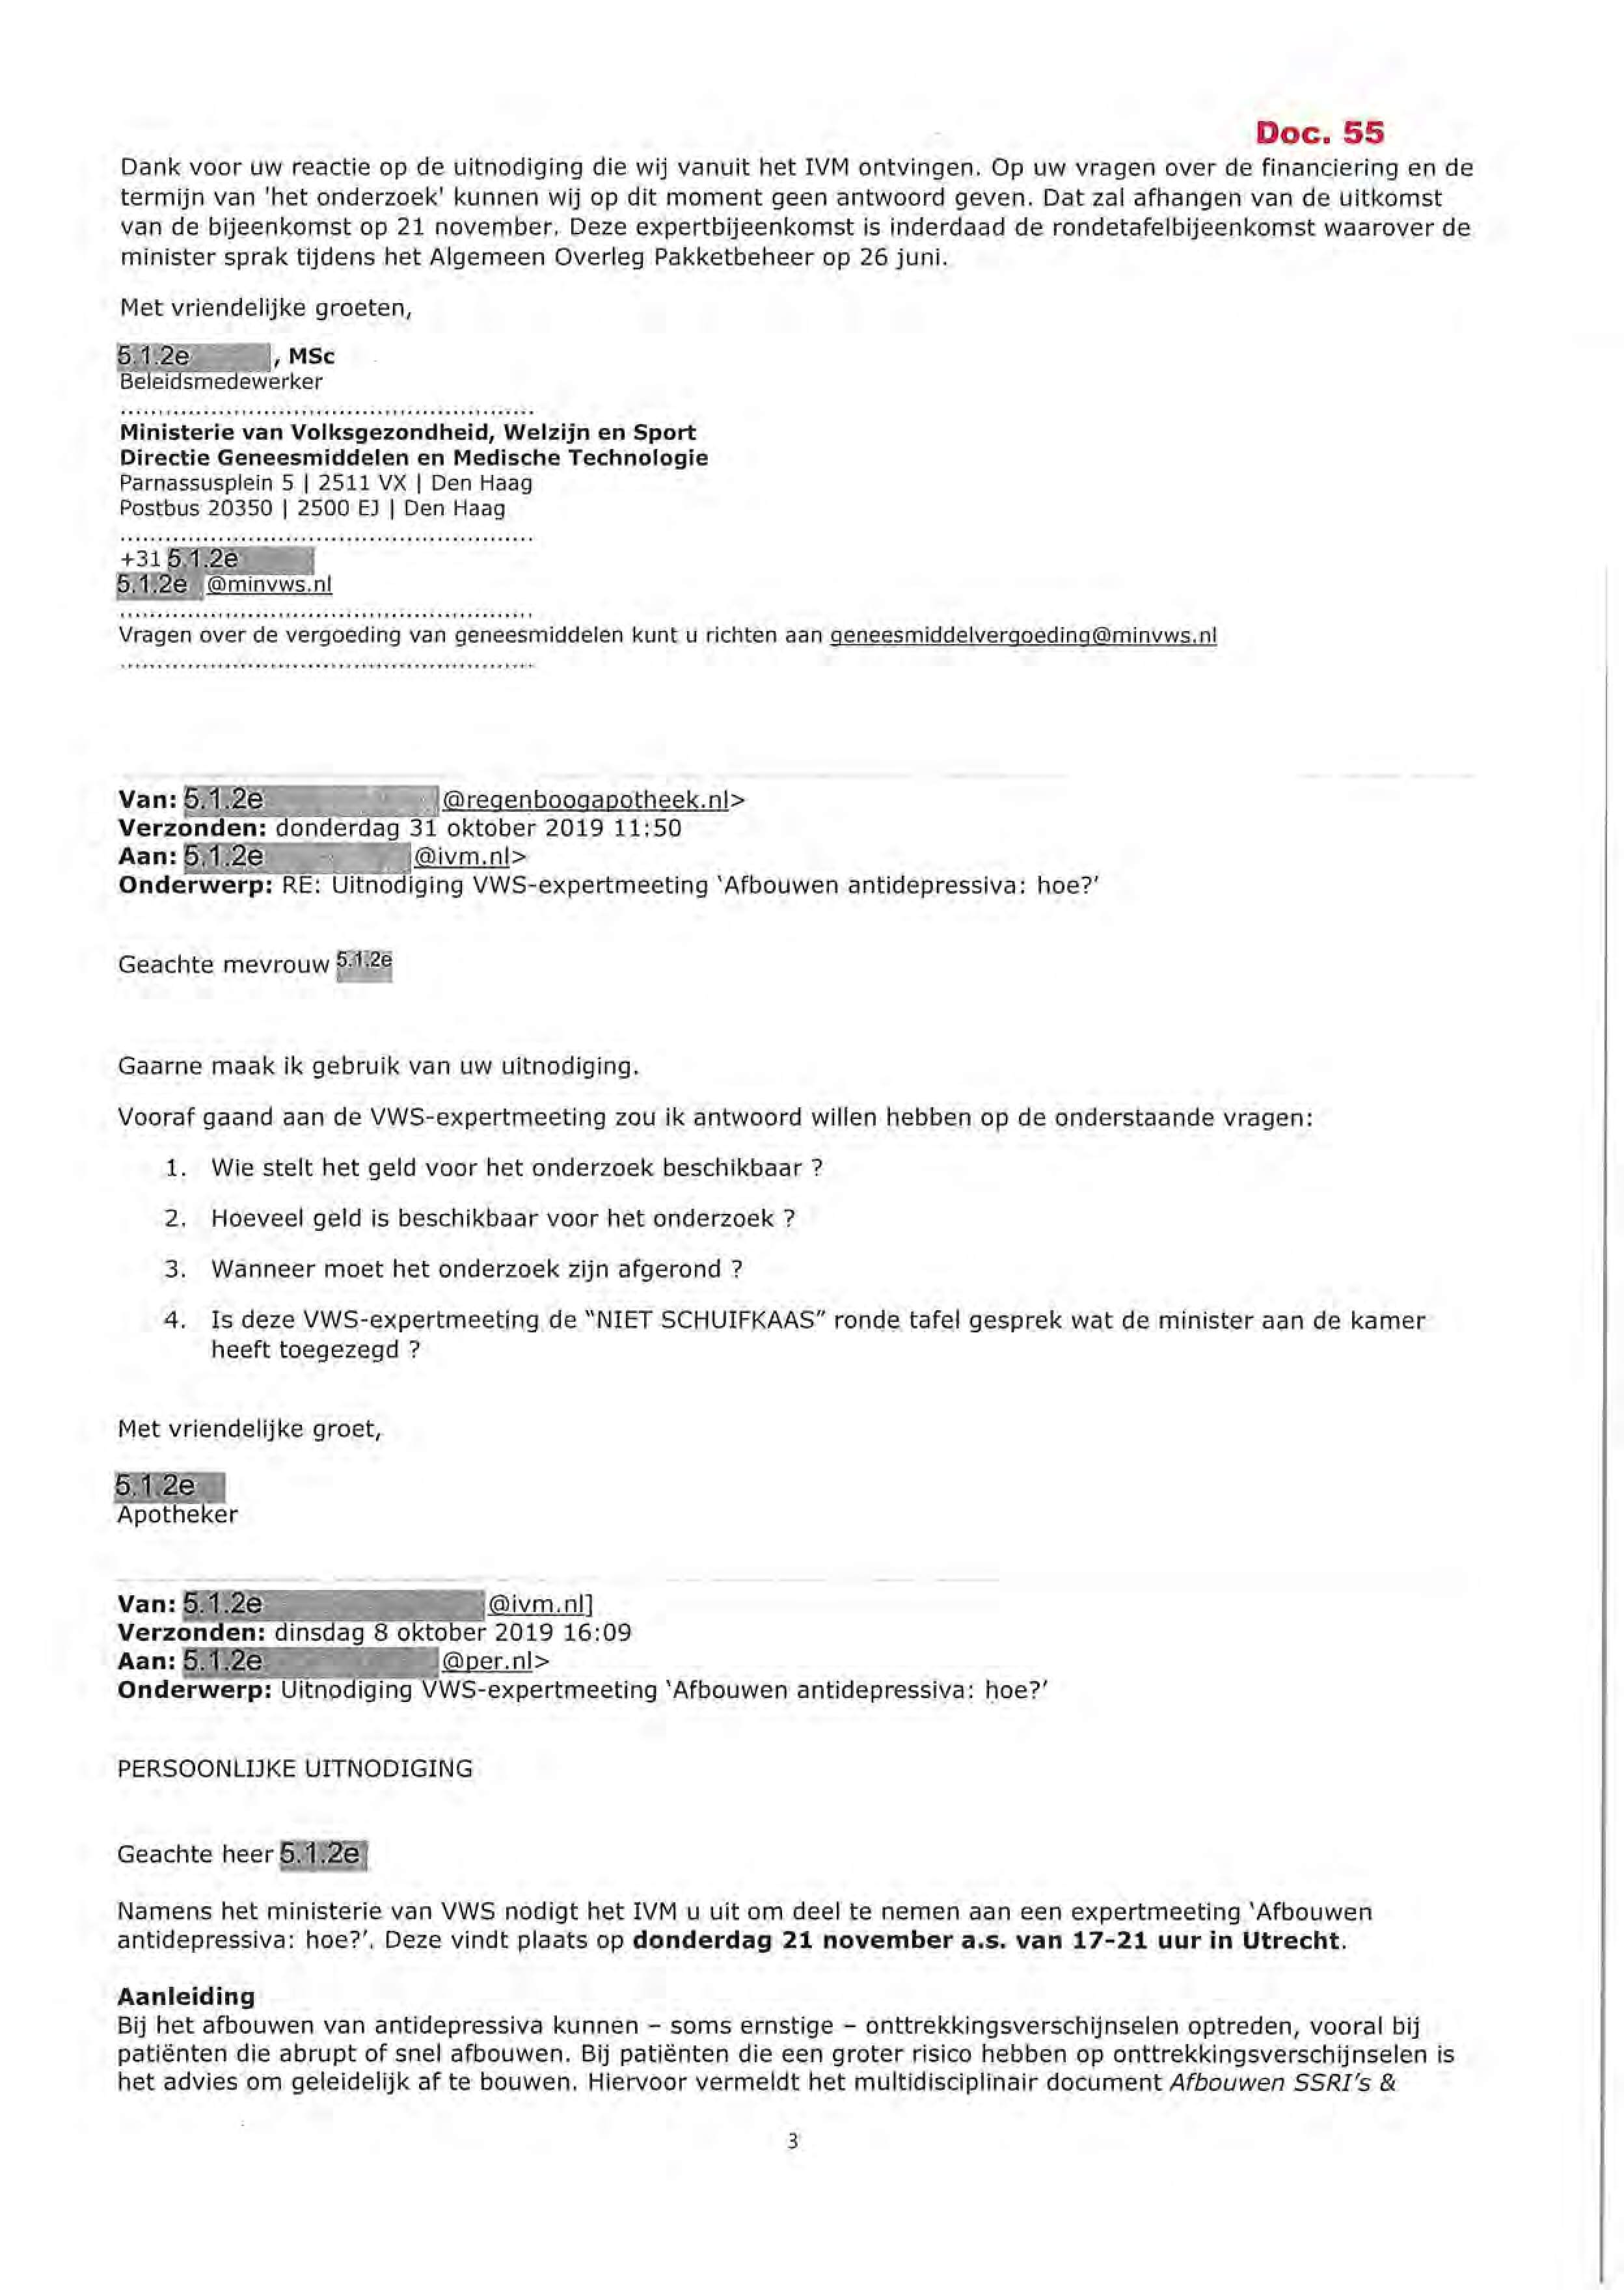 Doc. 55
Dank voor uw reactie op de uitnodiging die wij vanuit het IVM ontvingen. Op uw vragen over de financiering en de
termijn van 'het onderzoek' kunnen wij op dit moment geen antwoord geven. Dat zal afhangen van de uitkomst
van de bijeenkomst op 21 november. Deze expertbijeenkomst is inderdaad de rondetafelbijeenkomst waarover de
minister sprak tijdens het Algemeen Overleg Pakketbeheer op 26 juni.
Met vriendelijke groeten,
5.1.2e , MSc
Beleidsmedewerker
........................................................
Ministerie van Volksgezondheid, Welzijn en Sport
Directie Geneesmiddelen en Medische Technologie
Parnassusplein 5 | 2511 VX | Den Haag
Postbus 20350 | 2500 EJ | Den Haag
........................................................
+31 5.1.2e
5.1.2e @minvws.nl
........................................................
Vragen over de vergoeding van geneesmiddelen kunt u richten aan geneesmiddelvergoeding@minvws.nl
........................................................
Van: 5.1.2e @regenboogapotheek.nl>
Verzonden: donderdag 31 oktober 2019 11:50
Aan: 5.1.2e @ivm.nl>
Onderwerp: RE: Uitnodiging VWS-expertmeeting 'Afbouwen antidepressiva: hoe?'
Geachte mevrouw 5.1.2e
Gaarne maak ik gebruik van uw uitnodiging.
Vooraf gaand aan de VWS-expertmeeting zou ik antwoord willen hebben op de onderstaande vragen:
1. Wie stelt het geld voor het onderzoek beschikbaar ?
2. Hoeveel geld is beschikbaar voor het onderzoek ?
3. Wanneer moet het onderzoek zijn afgerond ?
4. Is deze VWS-expertmeeting de "NIET SCHUIFKAAS" ronde tafel gesprek wat de minister aan de kamer
heeft toegezegd ?
Met vriendelijke groet,
5.1.2e
Apotheker
Van: 5.1.2e @ivm.nl]
Verzonden: dinsdag 8 oktober 2019 16:09
Aan: 5.1.2e @per.nl>
Onderwerp: Uitnodiging VWS-expertmeeting 'Afbouwen antidepressiva: hoe?'
PERSOONLIJKE UITNODIGING
Geachte heer 5.1.2e
Namens het ministerie van VWS nodigt het IVM u uit om deel te nemen aan een expertmeeting 'Afbouwen
antidepressiva: hoe?'. Deze vindt plaats op donderdag 21 november a.s. van 17-21 uur in Utrecht.
Aanleiding
Bij het afbouwen van antidepressiva kunnen – soms ernstige – onttrekkingsverschijnselen optreden, vooral bij
patiënten die abrupt of snel afbouwen. Bij patiënten die een groter risico hebben op onttrekkingsverschijnselen is
het advies om geleidelijk af te bouwen. Hiervoor vermeldt het multidisciplinair document Afbouwen SSRI's &
3